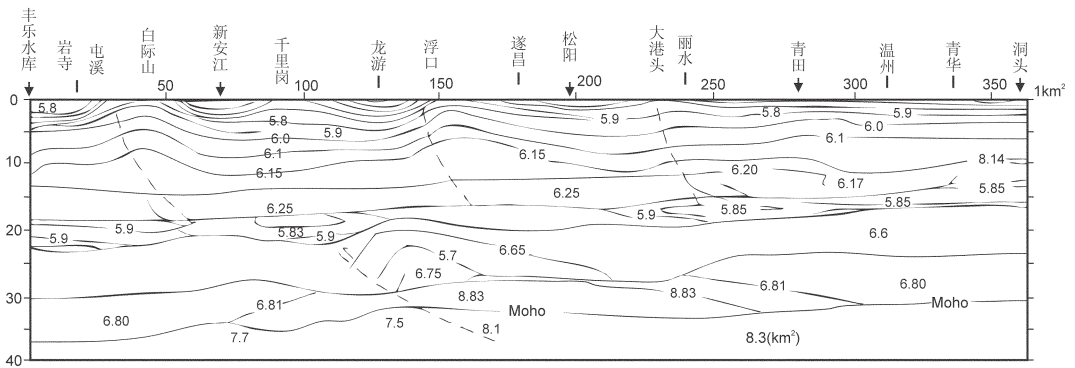 丰乐水库 岩寺 屯溪 白际山 新安江 千里岗 龙游 浮口 遂昌 松阳 大港头 丽水 青田 温州 青华 洞头
50 100 150 200 250 300 350
0 1km²
5.8 5.8 5.9 5.9 5.8 5.9
6.0 6.0
6.1 6.1
10 6.15 6.15 6.20 6.17 8.14
6.25 6.25 5.85
5.9 5.83 5.9 5.9 5.85 5.85
20 5.9 6.6
5.7 6.65
6.75
30 6.81 8.83 8.83 6.81 6.80
6.80 7.7 7.5 8.1 Moho Moho
8.3(km²)
40